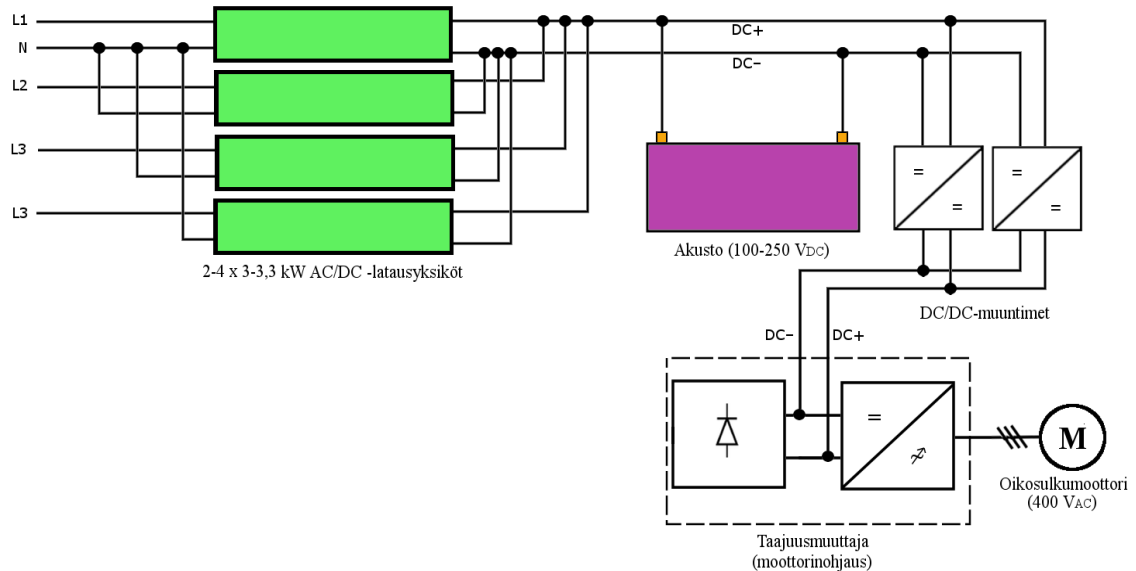 L1
N
L2
L3
L3
DC+
DC−
2-4 x 3-3,3 kW AC/DC -latausyksiköt
Akusto (100-250 VDC)
=
=
=
=
DC/DC-muuntimet
DC−
DC+
=
M
Oikosulkumoottori
(400 VAC)
Taajuusmuuttaja
(moottorinohjaus)